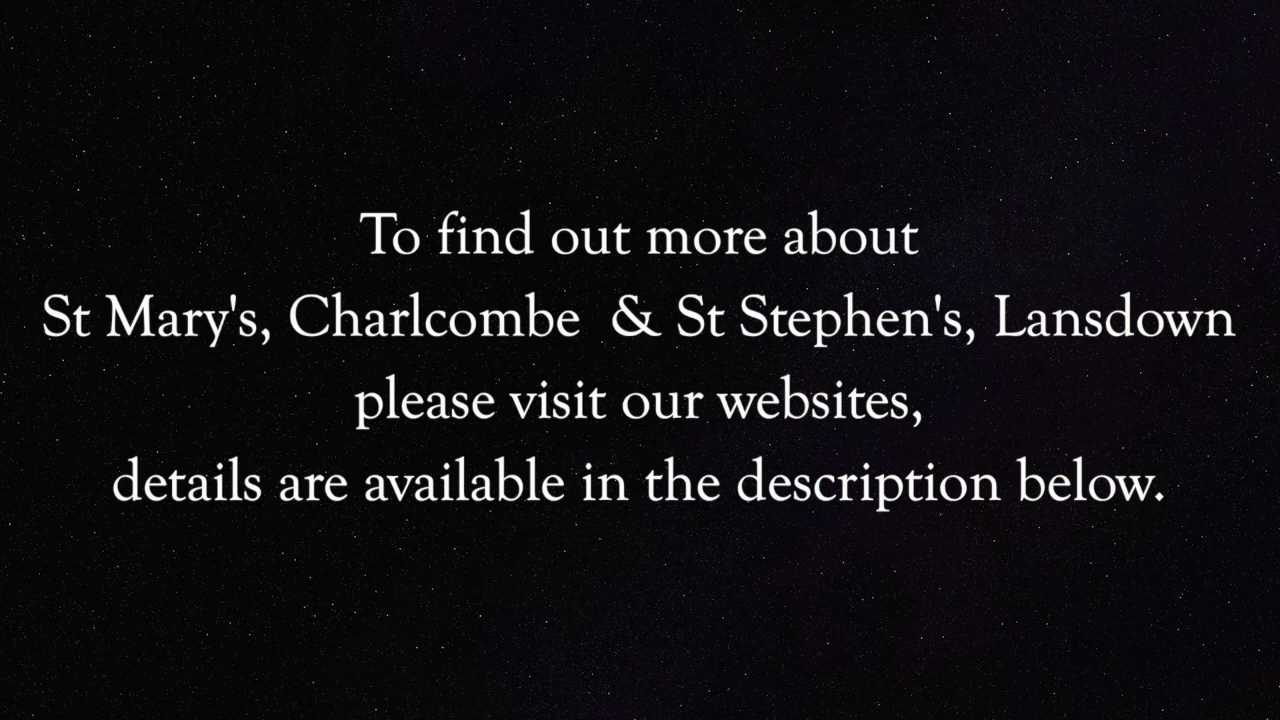 To find out more about
St Mary's, Charlcombe & St Stephen's, Lansdown
please visit our websites,
details are available in the description below.